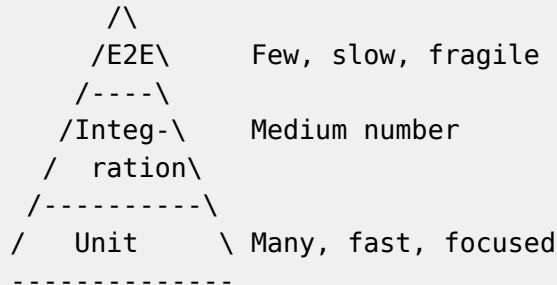 /\
/E2E\ Few, slow, fragile
/----\
/Integ-\ Medium number
/ ration\
/----------\
/ Unit \ Many, fast, focused
--------------